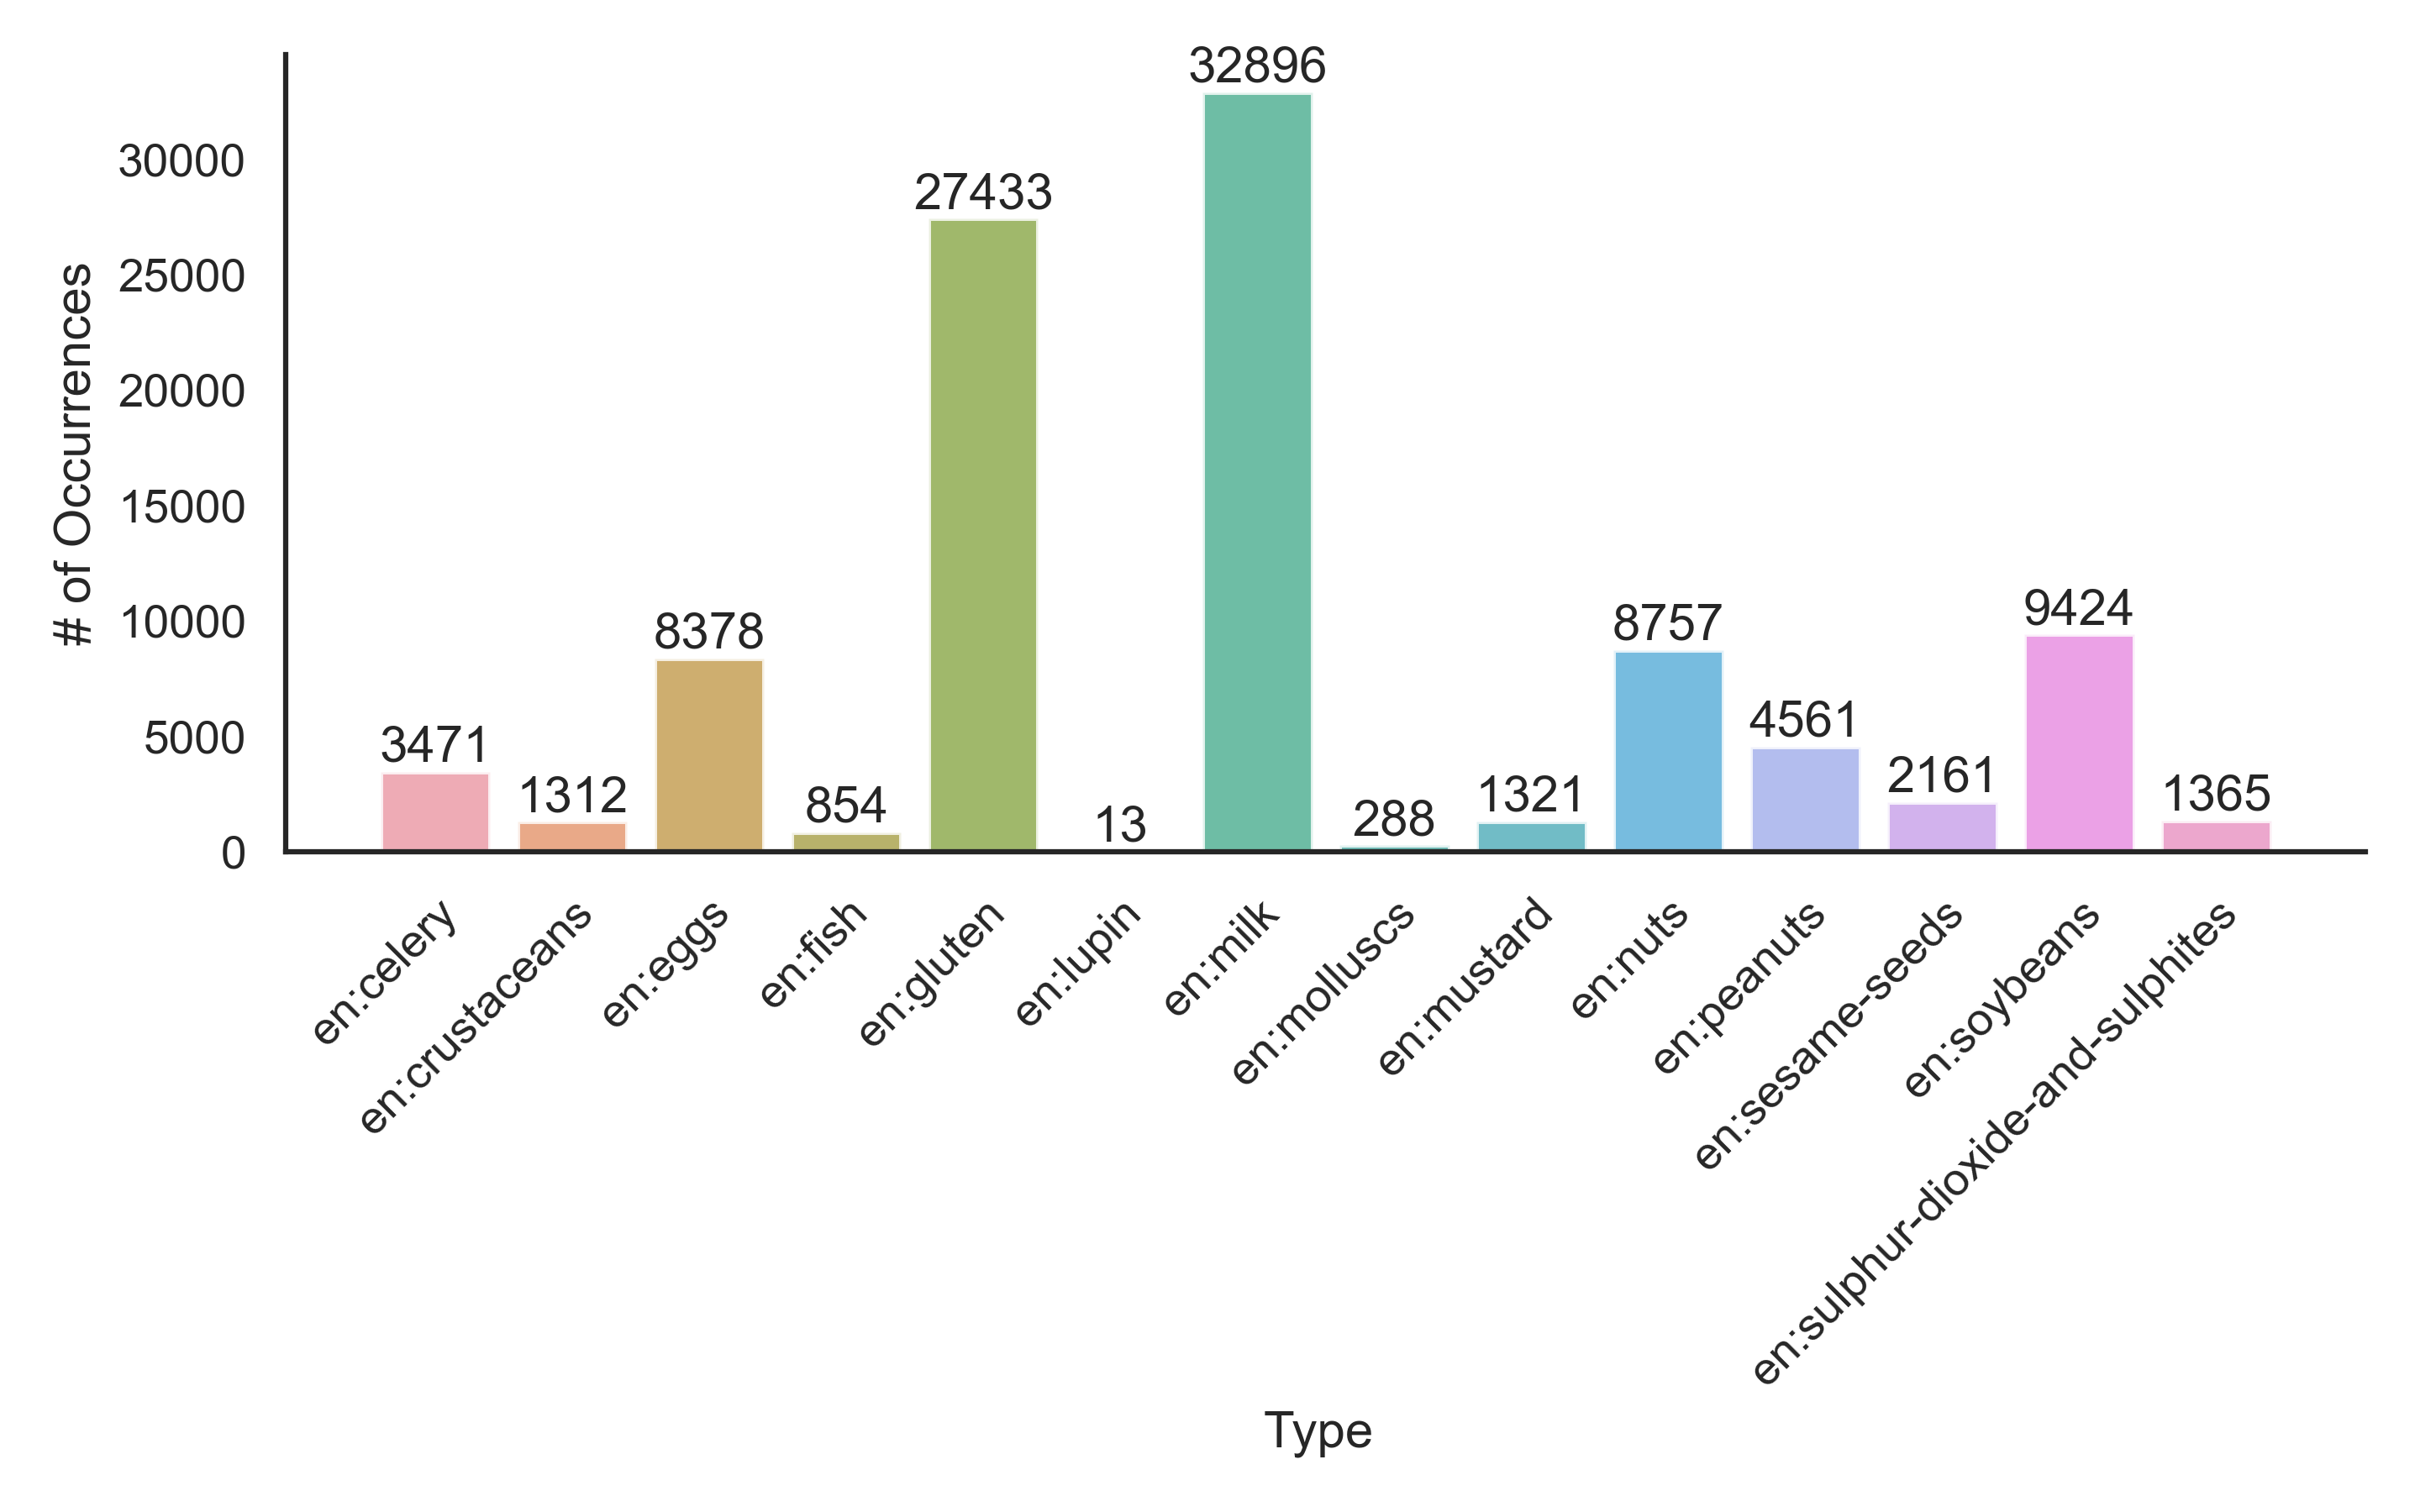 # of Occurrences
30000
25000
20000
15000
10000
5000
0
3471
1312
8378
854
27433
13
32896
288
1321
8757
4561
2161
9424
1365
en:celery
en:crustaceans
en:eggs
en:fish
en:gluten
en:lupin
en:milk
en:molluscs
en:mustard
en:nuts
en:peanuts
en:sesame-seeds
en:soybeans
en:sulphur-dioxide-and-sulphites
Type